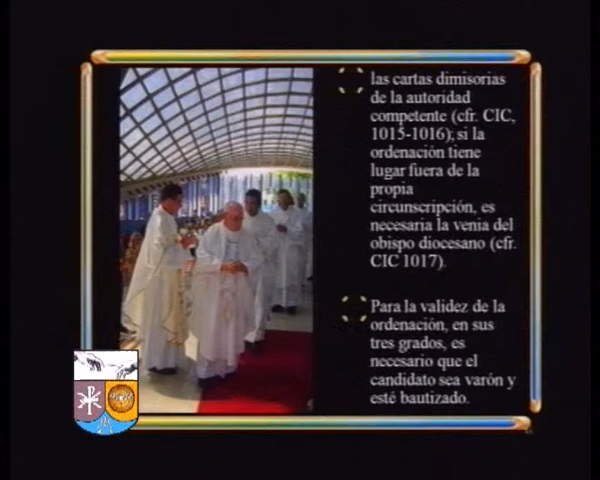 las cartas dimisorias
de la autoridad
competente (cfr. CIC,
1015-1016); si la
ordenación tiene
lugar fuera de la
propia
circunscripción, es
necesaria la venia del
obispo diocesano (cfr.
CIC 1017).
Para la validez de la
ordenación, en sus
tres grados, es
necesario que el
candidato sea varón y
esté bautizado.